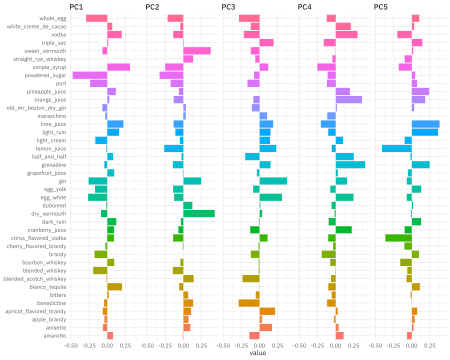 PC1 PC2 PC3 PC4 PC5
whole_egg
white_creme_de_cacao
vodka
triple_sec
sweet_vermouth
straight_rye_whiskey
simple_syrup
powdered_sugar
port
pineapple_juice
orange_juice
old_mr_boston_dry_gin
maraschino
lime_juice
light_rum
light_cream
lemon_juice
half_and_half
grenadine
grapefruit_juice
gin
egg_yolk
egg_white
dubonnet
dry_vermouth
dark_rum
cranberry_juice
citrus_flavored_vodka
cherry_flavored_brandy
brandy
bourbon_whiskey
blended_whiskey
blended_scotch_whiskey
blanco_tequila
bitters
benedictine
apricot_flavored_brandy
apple_brandy
anisette
amaretto
-0.50 -0.25 0.00 0.25 -0.50 -0.25 0.00 0.25 -0.50 -0.25 0.00 0.25 -0.50 -0.25 0.00 0.25 -0.50 -0.25 0.00 0.25
value